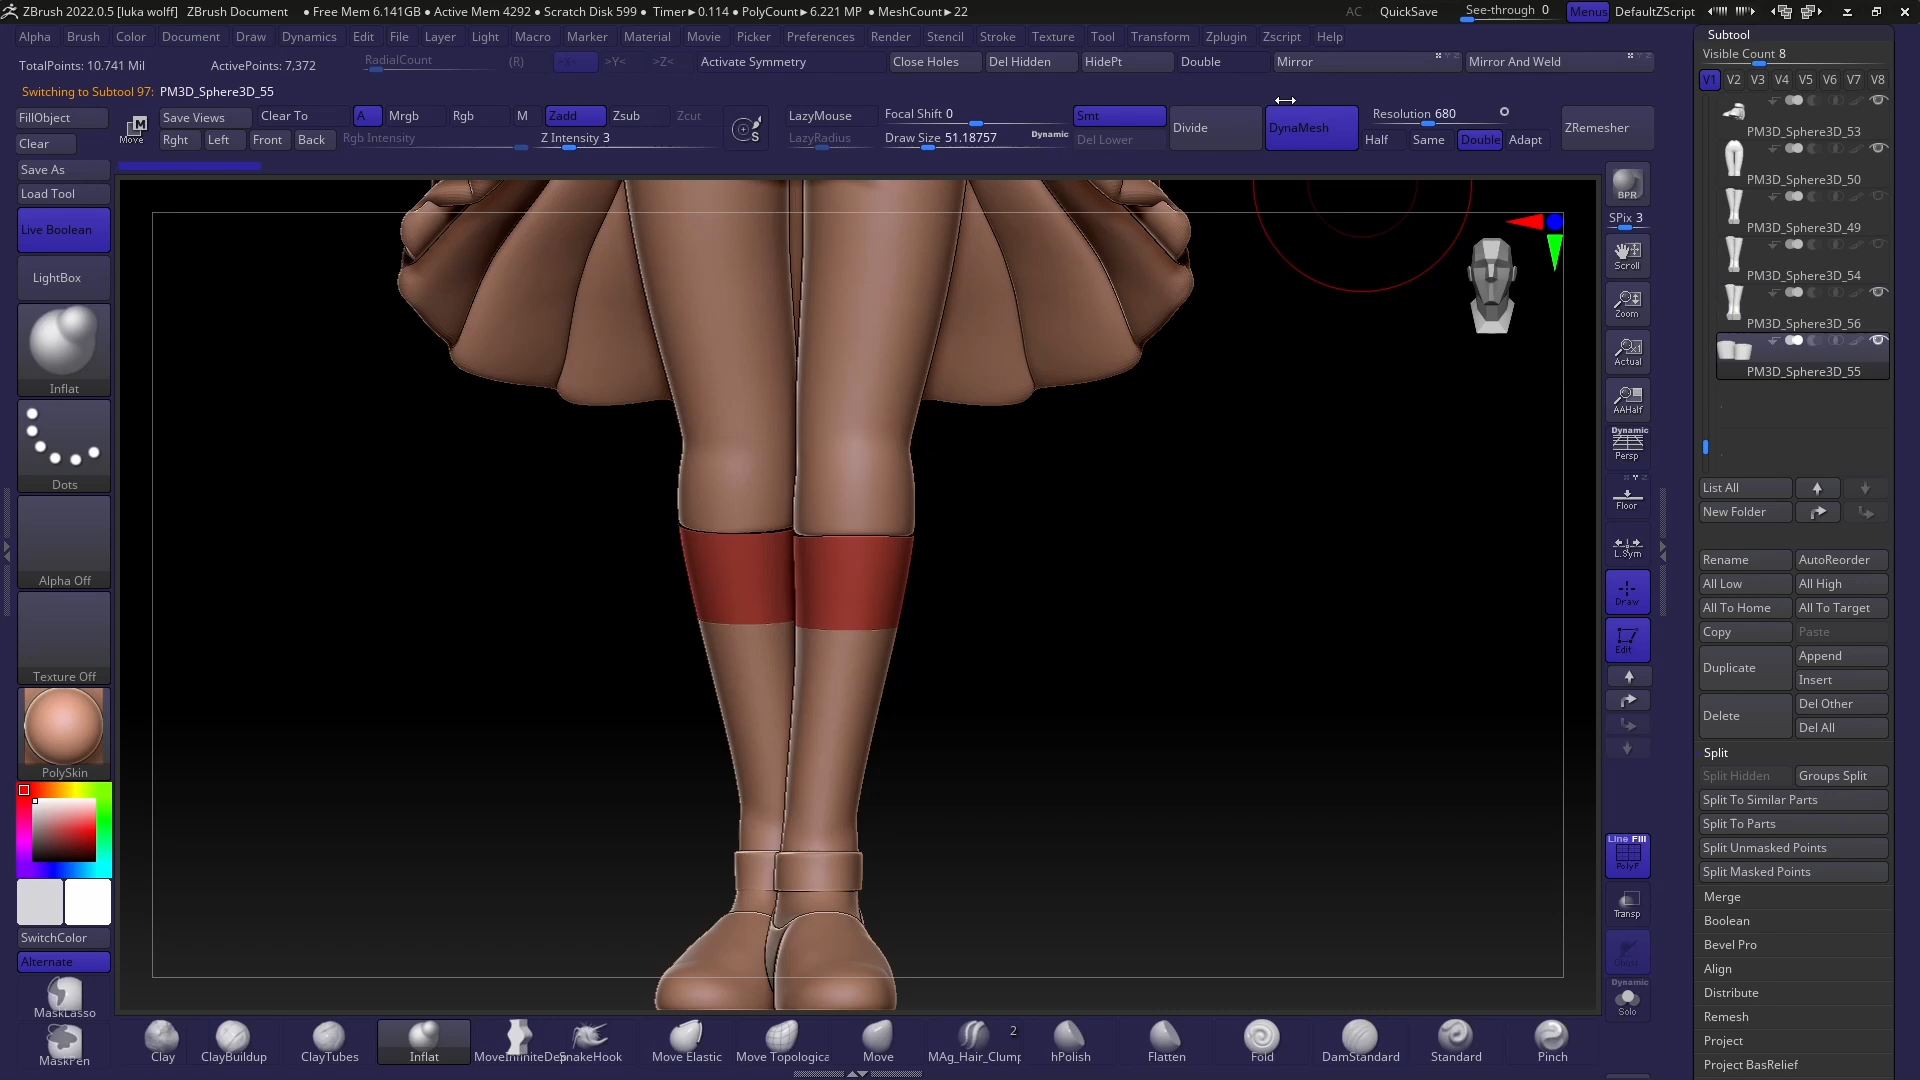 ZBrush 2022.0.5 [luka wolff] ZBrush Document ● Free Mem 6.141GB ● Active Mem 4292 ● Scratch Disk 599 ● Timer►0.114 ● PolyCount►6.221 MP ● MeshCount►22 AC QuickSave See-through 0 Menus DefaultZScript
Alpha Brush Color Document Draw Dynamics Edit File Layer Light Macro Marker Material Movie Picker Preferences Render Stencil Stroke Texture Tool Transform Zplugin Zscript Help
TotalPoints: 10.741 Mil ActivePoints: 7,372 RadialCount (R) >Y< >Z< Activate Symmetry Close Holes Del Hidden HidePt Double Mirror Mirror And Weld
Switching to Subtool 97: PM3D_Sphere3D_55
FillObject Save Views Clear To A Mrgb Rgb M Zadd Zsub Zcut LazyMouse Focal Shift 0 Smt Divide DynaMesh Resolution 680 ZRemesher
Clear Move Rght Left Front Back Rgb Intensity Z Intensity 3 S LazyRadius Draw Size 51.18757 Dynamic Del Lower Half Same Double Adapt
Save As
Load Tool
Live Boolean
LightBox
Inflat
Dots
Alpha Off
Texture Off
PolySkin
SwitchColor
Alternate
MaskLasso
MaskPen
Clay ClayBuildup ClayTubes Inflat SnakeHook Move Elastic Move Topologica Move MAg_Hair_Clump 2 hPolish Flatten Fold DamStandard Standard Pinch
BPR
SPix 3
Scroll
Zoom
Actual
AAHalf
Dynamic
Persp
Floor
L.Sym
Draw
Edit
Line Fill
PolyF
Transp
Dynamic
Solo
Subtool
Visible Count 8
V1 V2 V3 V4 V5 V6 V7 V8
PM3D_Sphere3D_53
PM3D_Sphere3D_50
PM3D_Sphere3D_49
PM3D_Sphere3D_54
PM3D_Sphere3D_56
PM3D_Sphere3D_55
List All
New Folder
Rename AutoReorder
All Low All High
All To Home All To Target
Copy Paste
Duplicate Append
Insert
Delete Del Other
Del All
Split
Split Hidden Groups Split
Split To Similar Parts
Split To Parts
Split Unmasked Points
Split Masked Points
Merge
Boolean
Bevel Pro
Align
Distribute
Remesh
Project
Project BasRelief